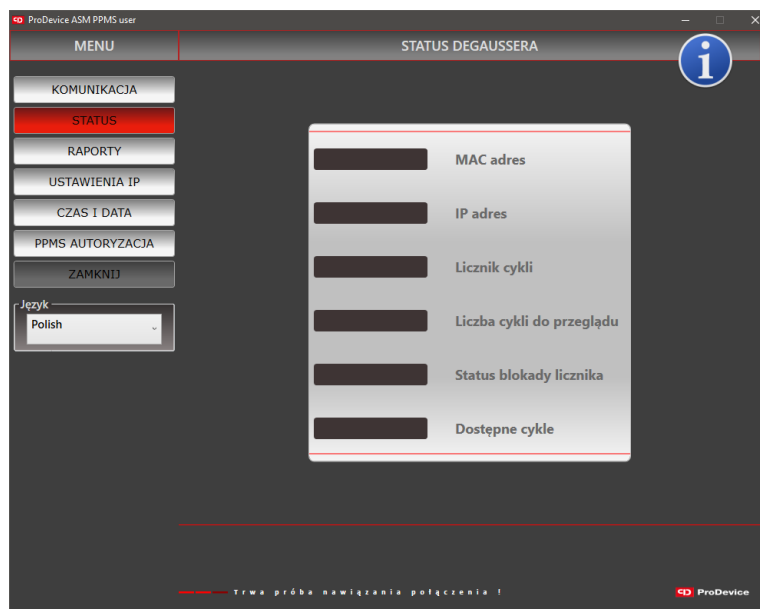 ProDevice ASM PPMS user
MENU
STATUS DEGAUSSERA
KOMUNIKACJA
STATUS
RAPORTY
USTAWIENIA IP
CZAS I DATA
PPMS AUTORYZACJA
ZAMKNIJ
Język
Polish
MAC adres
IP adres
Licznik cykli
Liczba cykli do przeglądu
Status blokady licznika
Dostępne cykle
Trwa próba nawiązania połączenia !
ProDevice